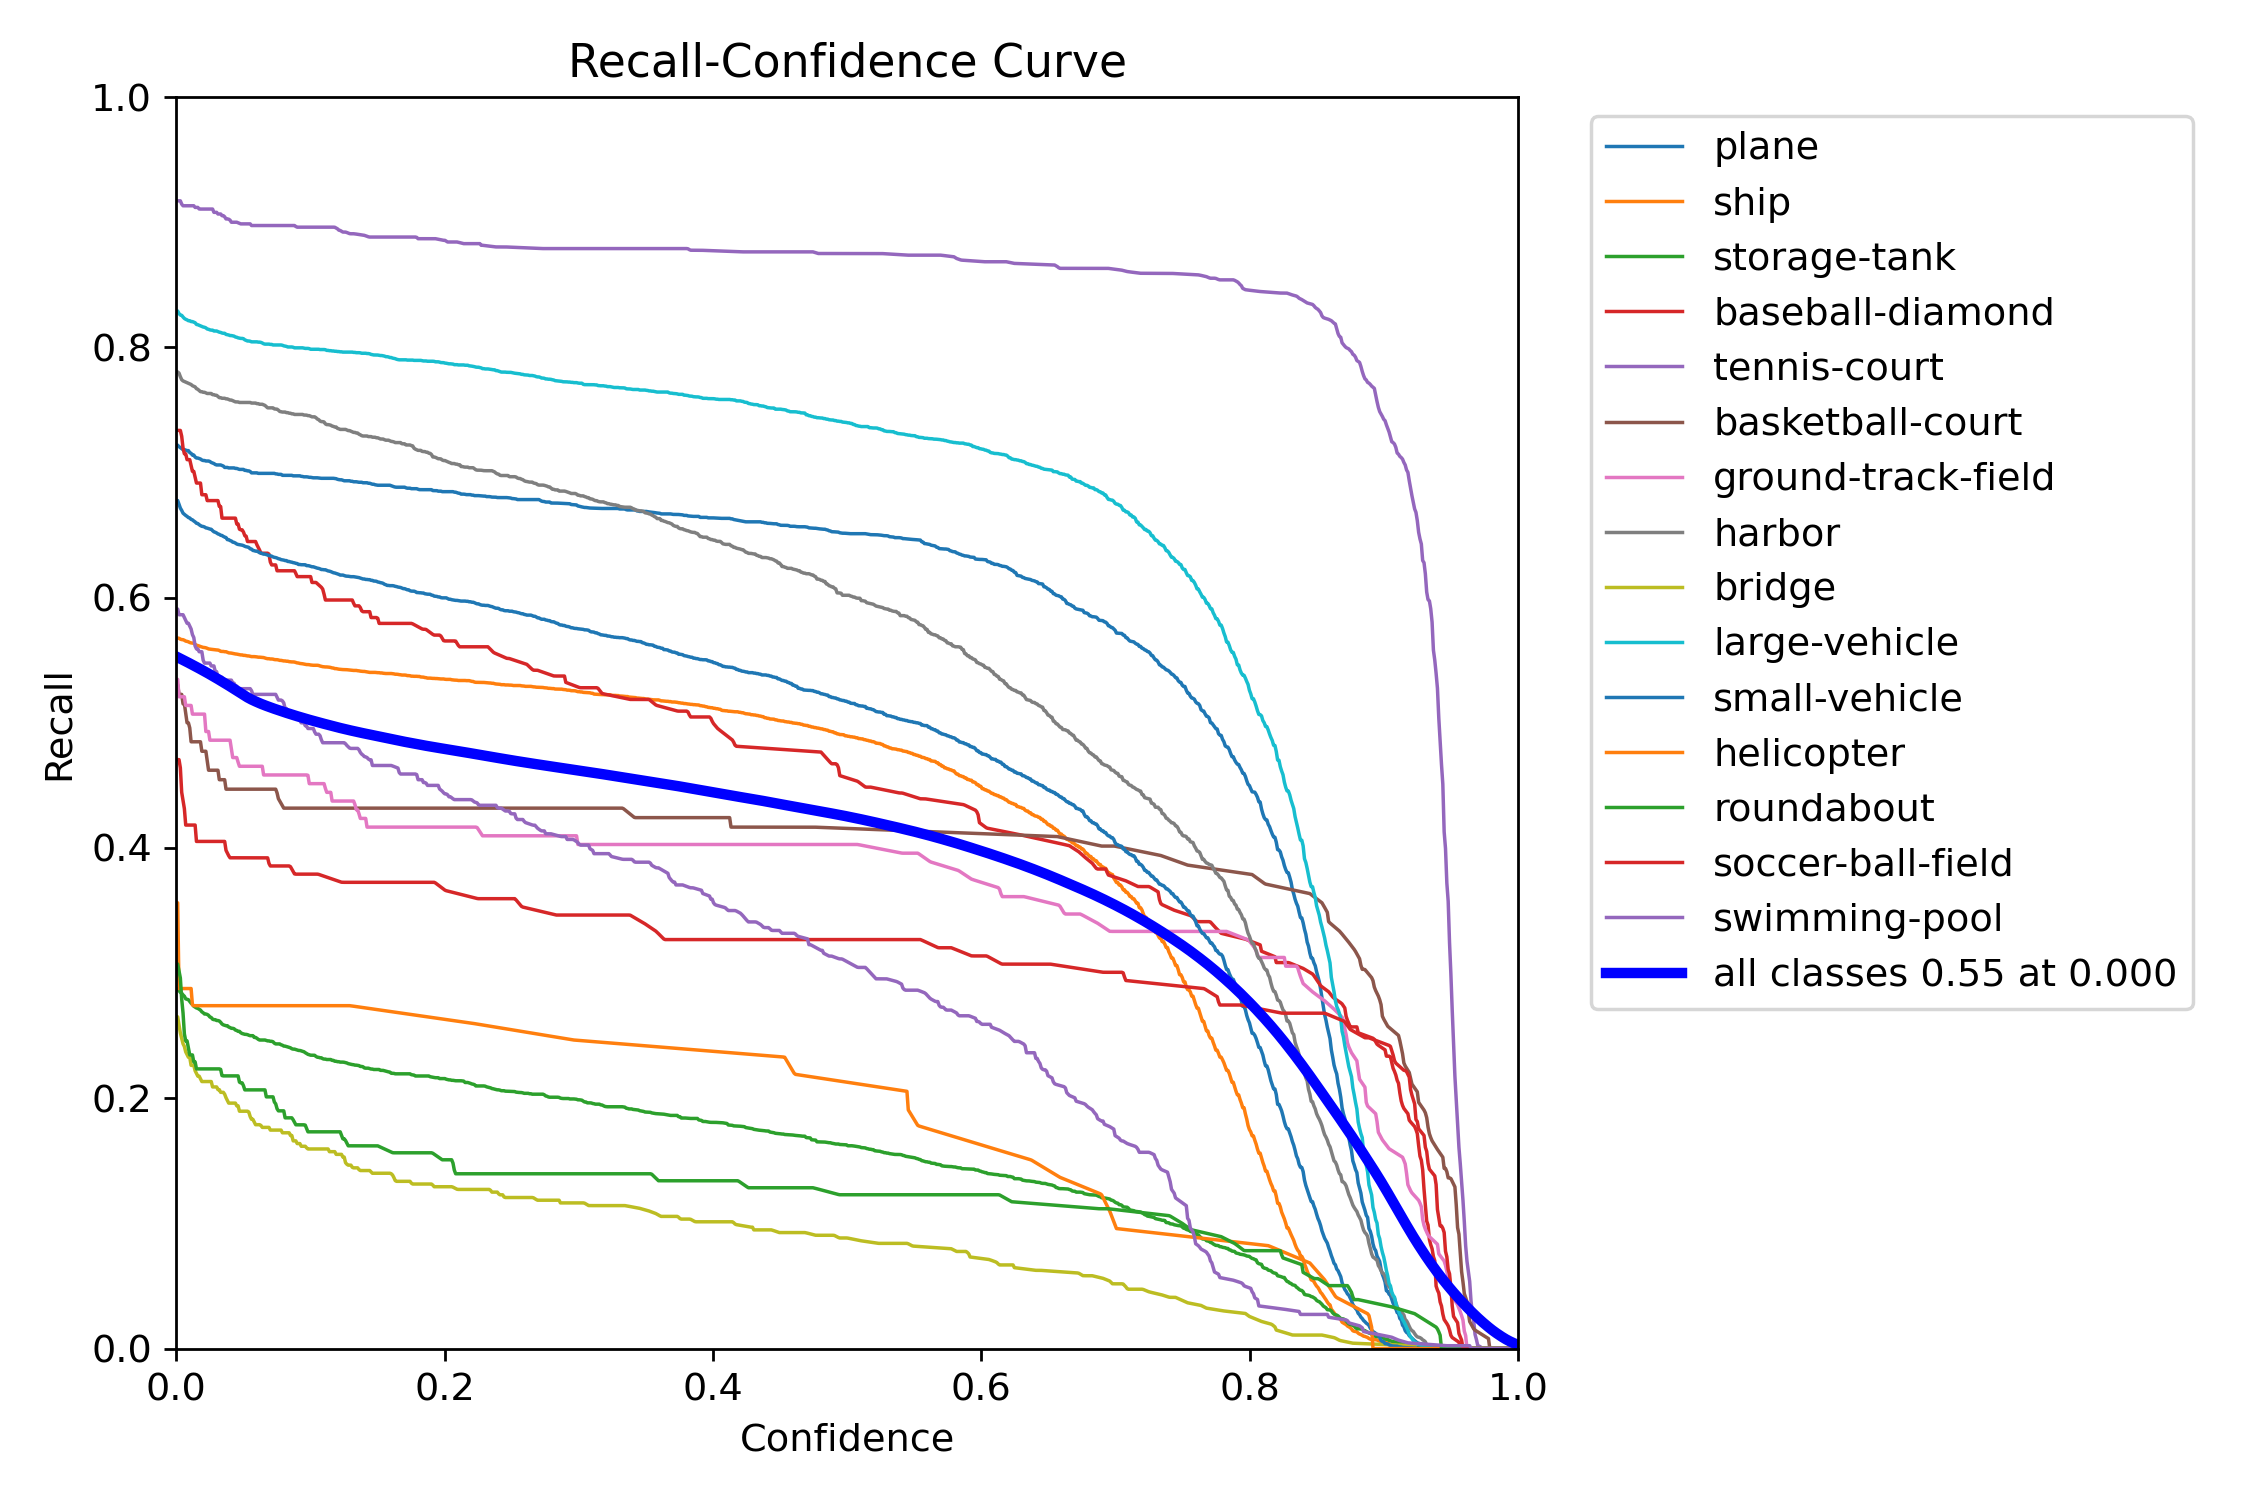 Recall-Confidence Curve
1.0
0.8
0.6
0.4
0.2
0.0
Recall
0.0 0.2 0.4 0.6 0.8 1.0
Confidence
plane
ship
storage-tank
baseball-diamond
tennis-court
basketball-court
ground-track-field
harbor
bridge
large-vehicle
small-vehicle
helicopter
roundabout
soccer-ball-field
swimming-pool
all classes 0.55 at 0.000